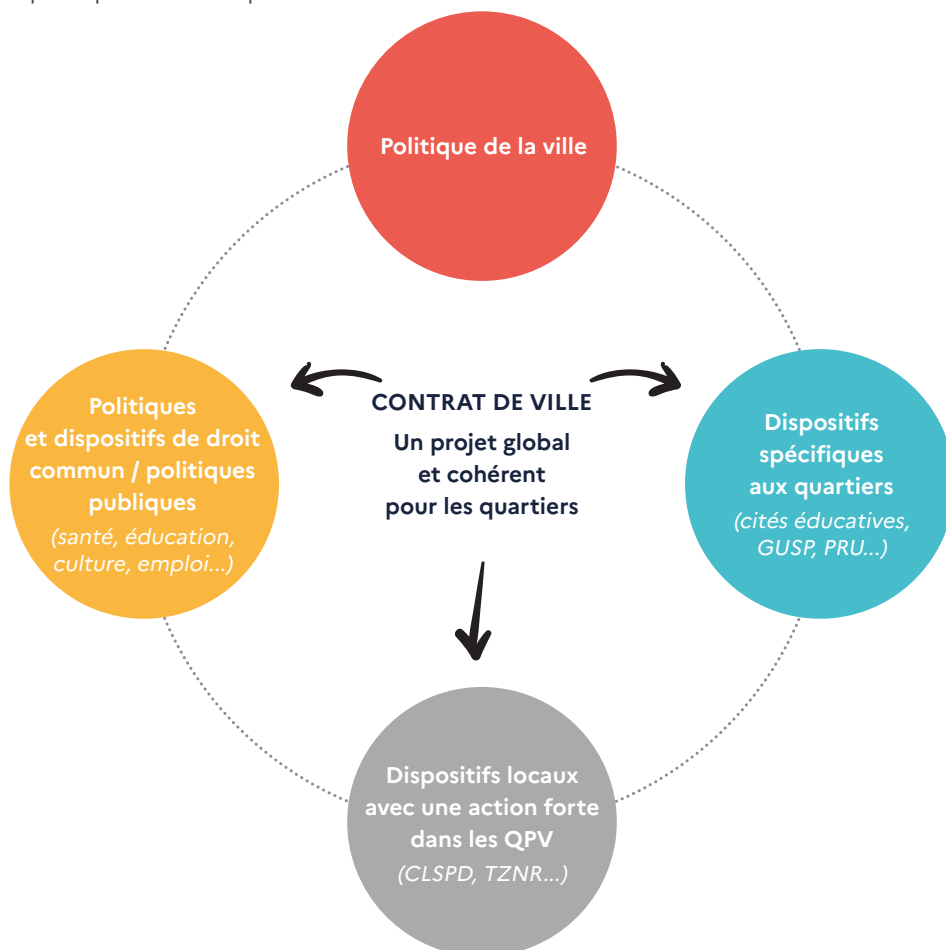 Politique de la ville
CONTRAT DE VILLE
Un projet global
et cohérent
pour les quartiers
Politiques
et dispositifs de droit
commun / politiques
publiques
(santé, éducation,
culture, emploi...)
Dispositifs
spécifiques
aux quartiers
(cités éducatives,
GUSP, PRU...)
Dispositifs locaux
avec une action forte
dans les QPV
(CLSPD, TZNR...)